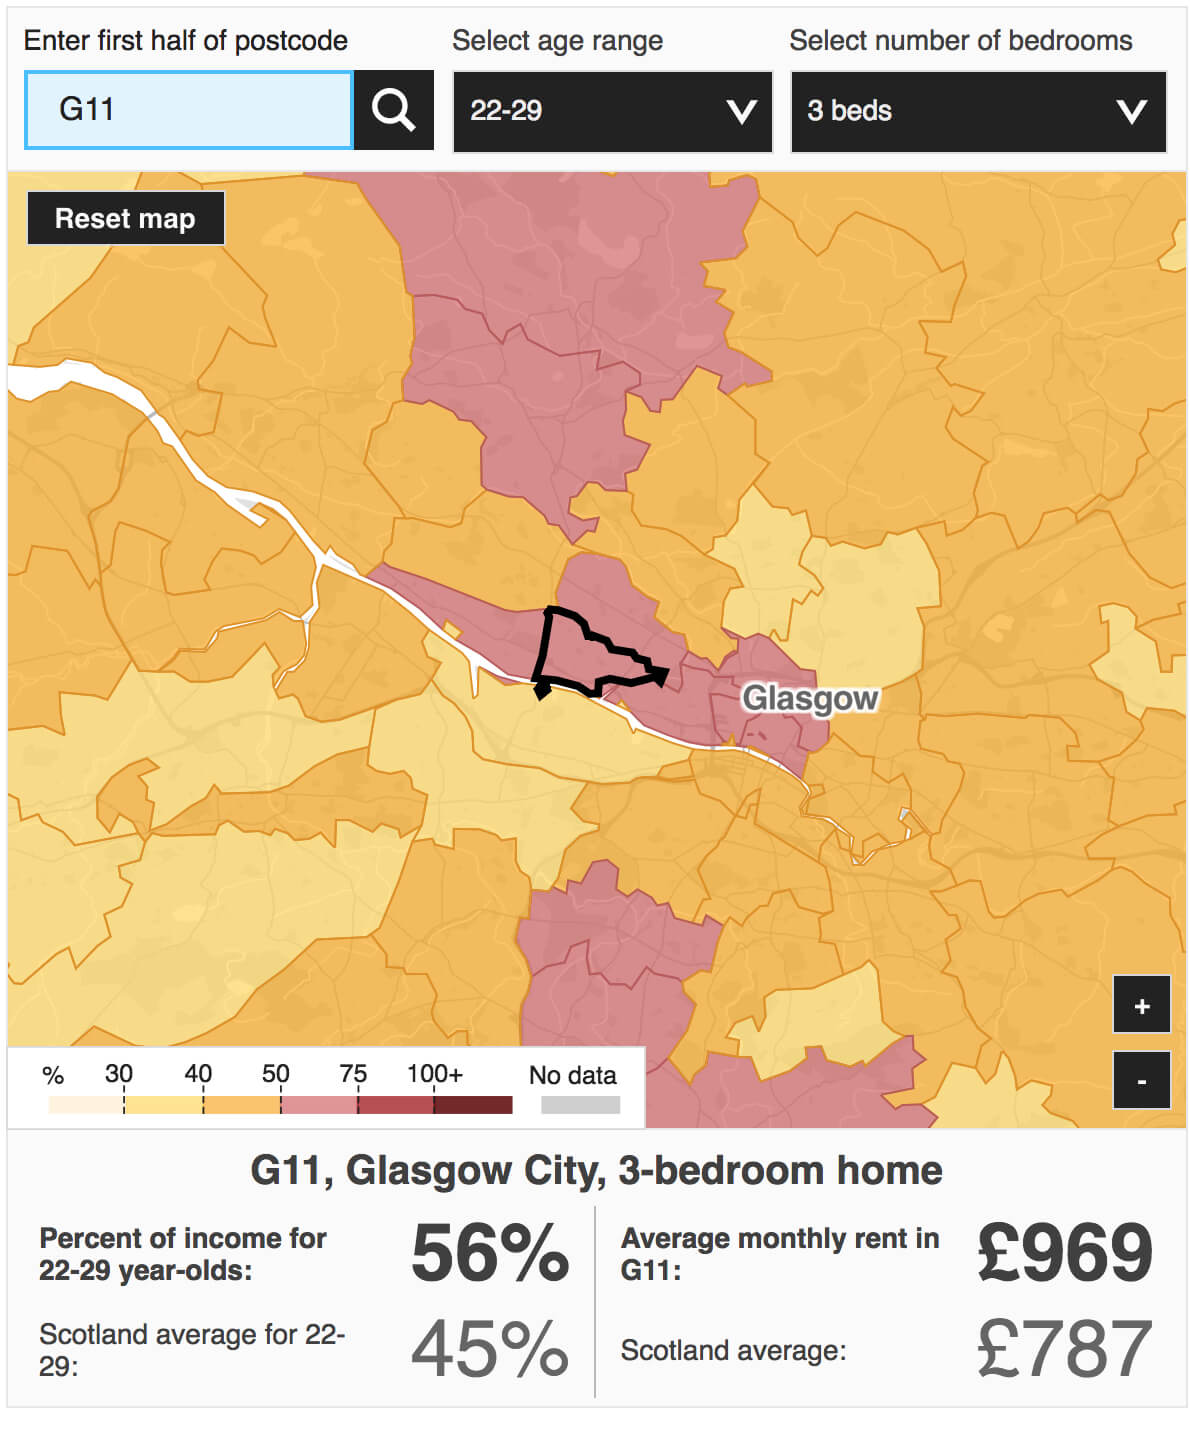 Enter first half of postcode
Select age range
Select number of bedrooms
G11
22-29
3 beds
Reset map
Glasgow
+
-
% 30 40 50 75 100+ No data
G11, Glasgow City, 3-bedroom home
Percent of income for
22-29 year-olds:
56%
Scotland average for 22-
29:
45%
Average monthly rent in
G11:
£969
Scotland average:
£787